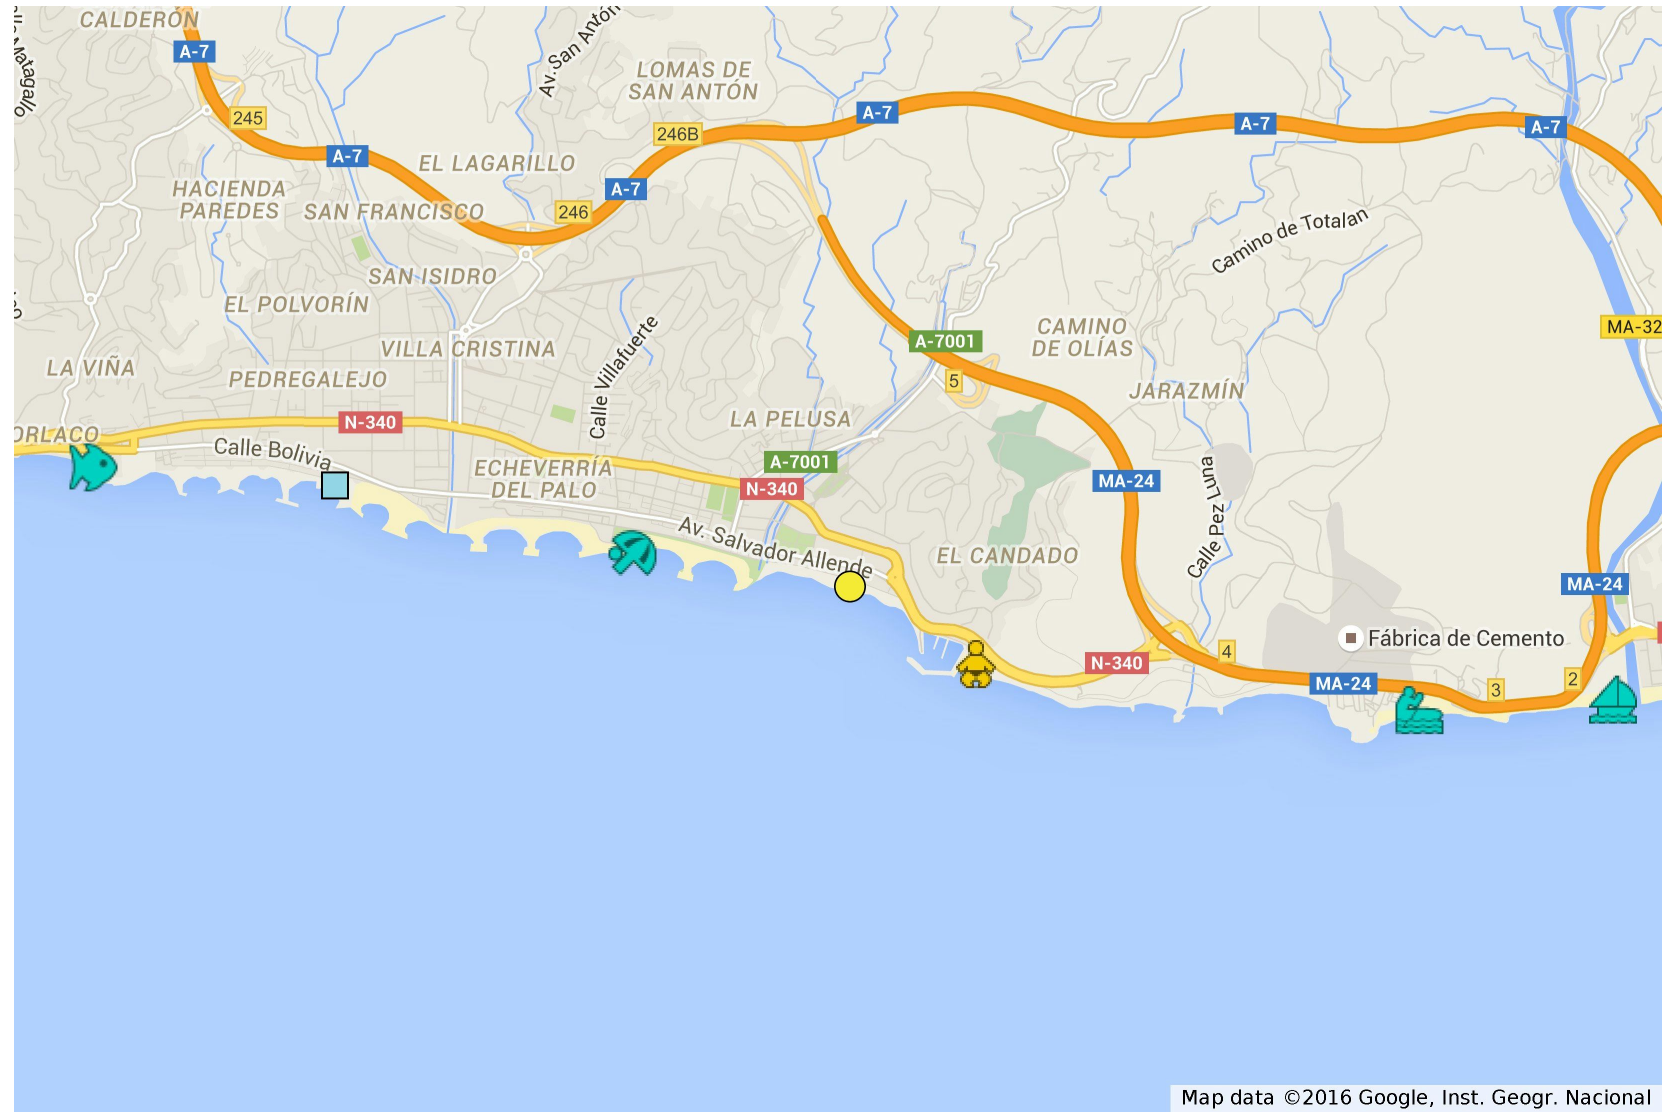 CALDERÓN
Matagallo
A-7
Av. San Antón
LOMAS DE
SAN ANTÓN
245
246B
A-7
A-7
A-7
A-7
EL LAGARILLO
HACIENDA
PAREDES
SAN FRANCISCO
246
A-7
Camino de Totalan
SAN ISIDRO
EL POLVORÍN
VILLA CRISTINA
Calle Villafuerte
A-7001
CAMINO
DE OLÍAS
MA-32
LA VIÑA
PEDREGALEJO
5
JARAZMÍN
N-340
LA PELUSA
ORLACO
Calle Bolivia
ECHEVERRÍA
DEL PALO
A-7001
N-340
MA-24
Calle Pez Luna
Av. Salvador Allende
EL CANDADO
MA-24
Fábrica de Cemento
N-340
4
MA-24
3
2
Map data ©2016 Google, Inst. Geogr. Nacional